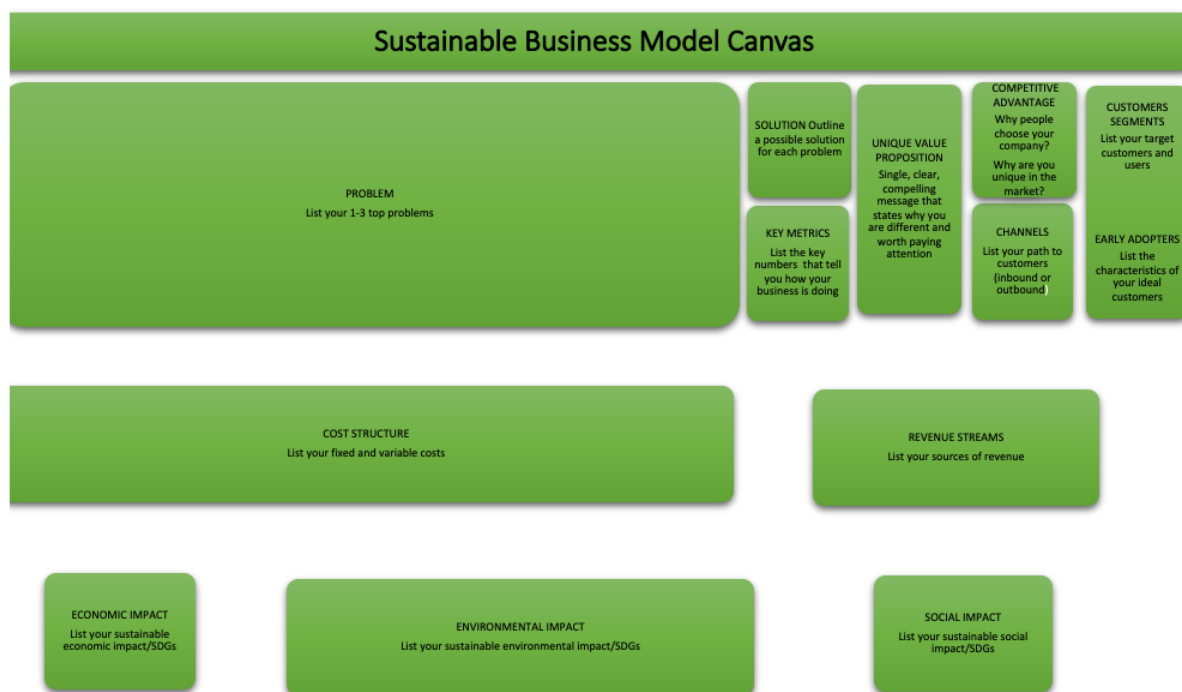 Sustainable Business Model Canvas
PROBLEM
List your 1-3 top problems
SOLUTION Outline
a possible solution
for each problem
KEY METRICS
List the key
numbers that tell
you how your
business is doing
UNIQUE VALUE
PROPOSITION
Single, clear,
compelling
message that
states why you
are different and
worth paying
attention
COMPETITIVE
ADVANTAGE
Why people
choose your
company?
Why are you
unique in the
market?
CHANNELS
List your path to
customers
(inbound or
outbound)
CUSTOMERS
SEGMENTS
List your target
customers and
users
EARLY ADOPTERS
List the
characteristics of
your ideal
customers
COST STRUCTURE
List your fixed and variable costs
REVENUE STREAMS
List your sources of revenue
ECONOMIC IMPACT
List your sustainable
economic impact/SDGs
ENVIRONMENTAL IMPACT
List your sustainable environmental impact/SDGs
SOCIAL IMPACT
List your sustainable social
impact/SDGs